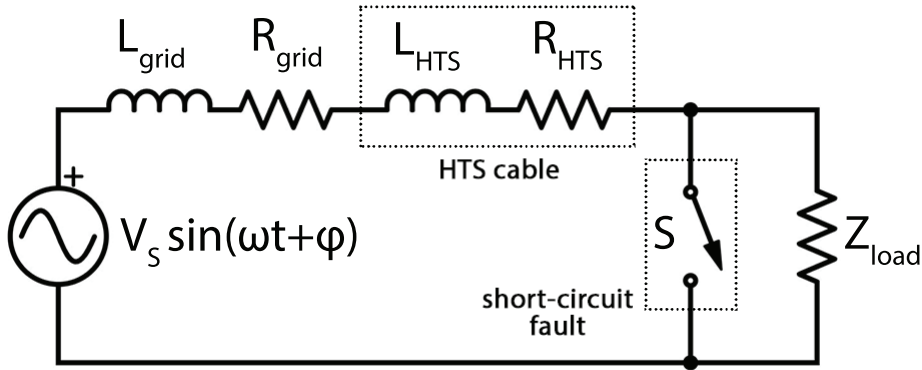 L_grid
R_grid
L_HTS
R_HTS
HTS cable
+
V_S sin(ωt+φ)
S
Z_load
short-circuit
fault